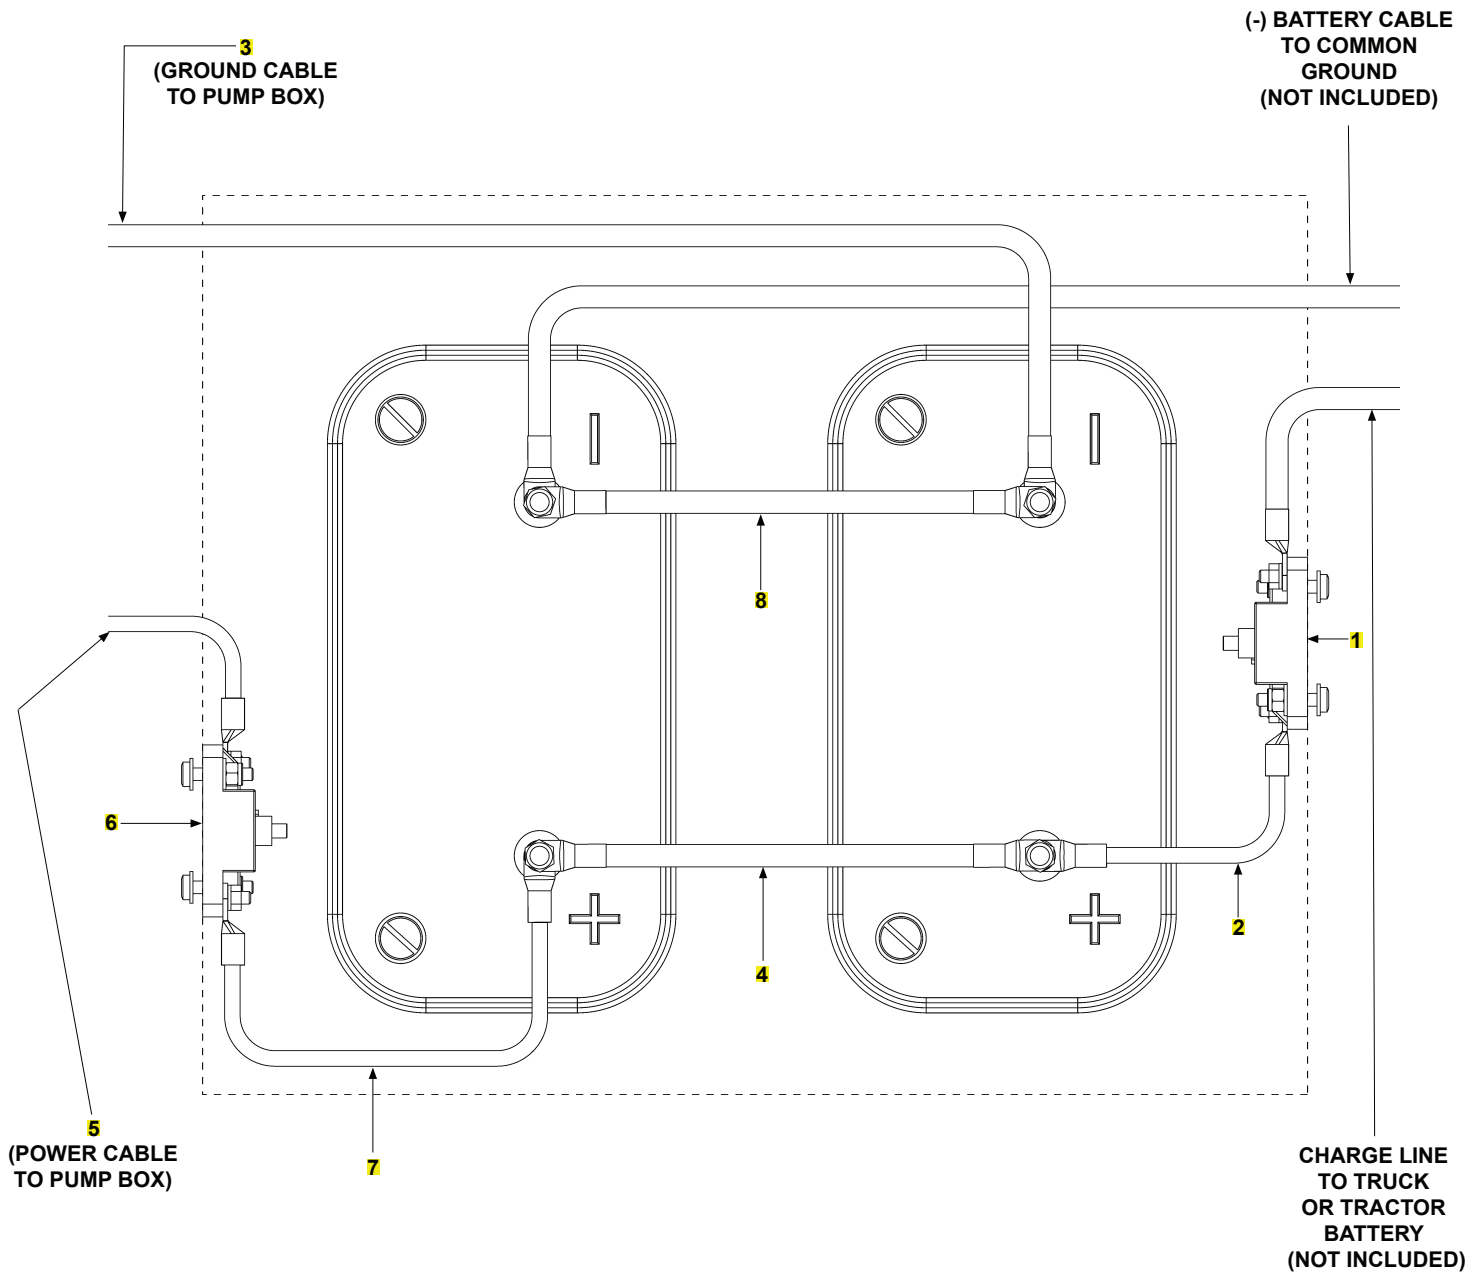 3
(GROUND CABLE
TO PUMP BOX)
(-) BATTERY CABLE
TO COMMON
GROUND
(NOT INCLUDED)
8
1
6
2
4
5
(POWER CABLE
TO PUMP BOX)
7
CHARGE LINE
TO TRUCK
OR TRACTOR
BATTERY
(NOT INCLUDED)